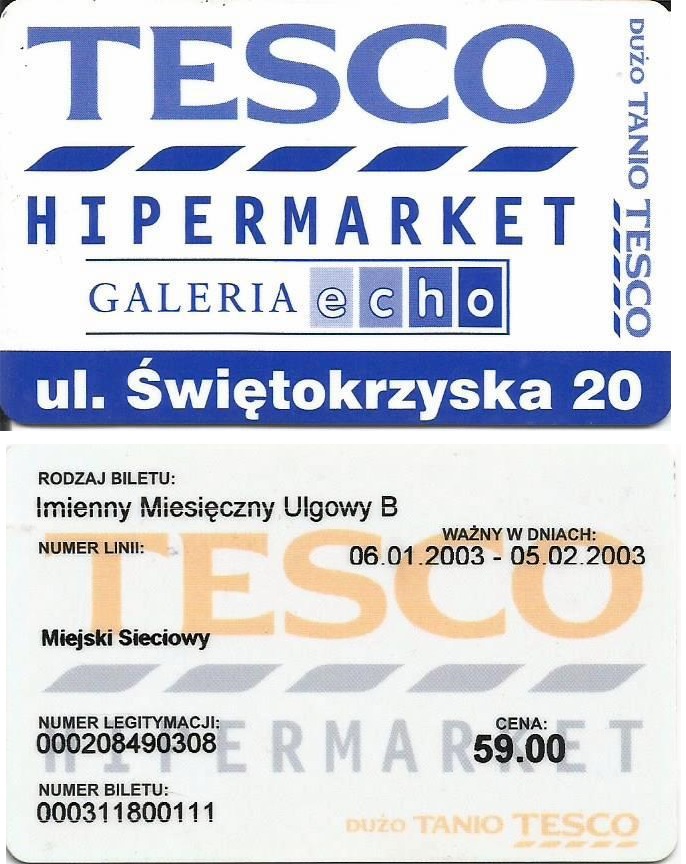 TESCO
HIPERMARKET
GALERIA echo
ul. Świętokrzyska 20
DUŻO TANIO TESCO
RODZAJ BILETU:
Imienny Miesięczny Ulgowy B
WAŻNY W DNIACH:
NUMER LINII:
06.01.2003 - 05.02.2003
TESCO
Miejski Sieciowy
NUMER LEGITYMACJI:
CENA:
000208490308
59.00
HIPERMARKET
NUMER BILETU:
000311800111
DUŻO TANIO TESCO